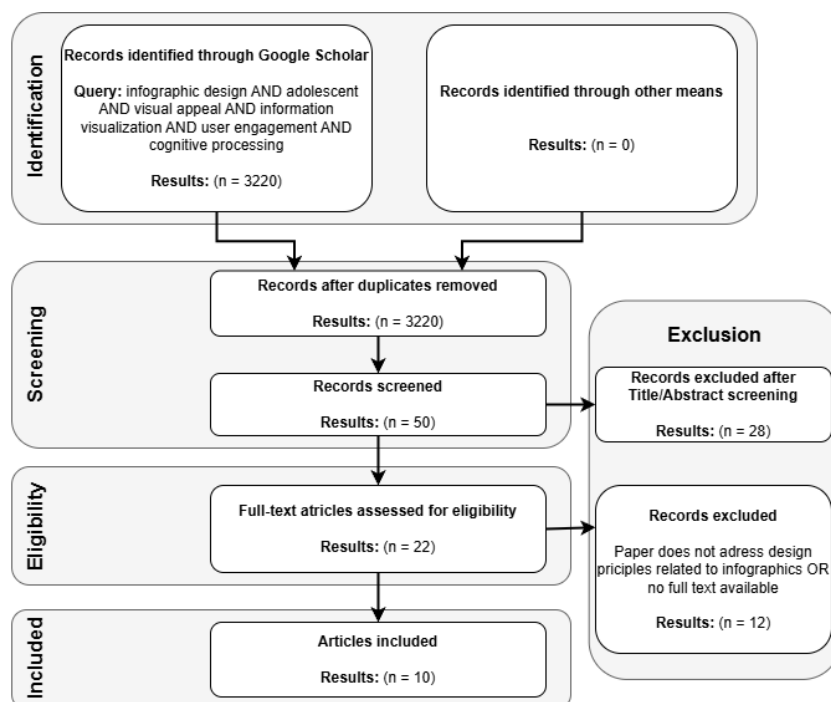 Identification
Records identified through Google Scholar
Query: infographic design AND adolescent
AND visual appeal AND information
visualization AND user engagement AND
cognitive processing
Results: (n = 3220)
Records identified through other means
Results: (n = 0)
Screening
Records after duplicates removed
Results: (n = 3220)
Records screened
Results: (n = 50)
Exclusion
Records excluded after
Title/Abstract screening
Results: (n = 28)
Eligibility
Full-text atricles assessed for eligibility
Results: (n = 22)
Records excluded
Paper does not adress design
priciples related to infographics OR
no full text available
Results: (n = 12)
Included
Articles included
Results: (n = 10)